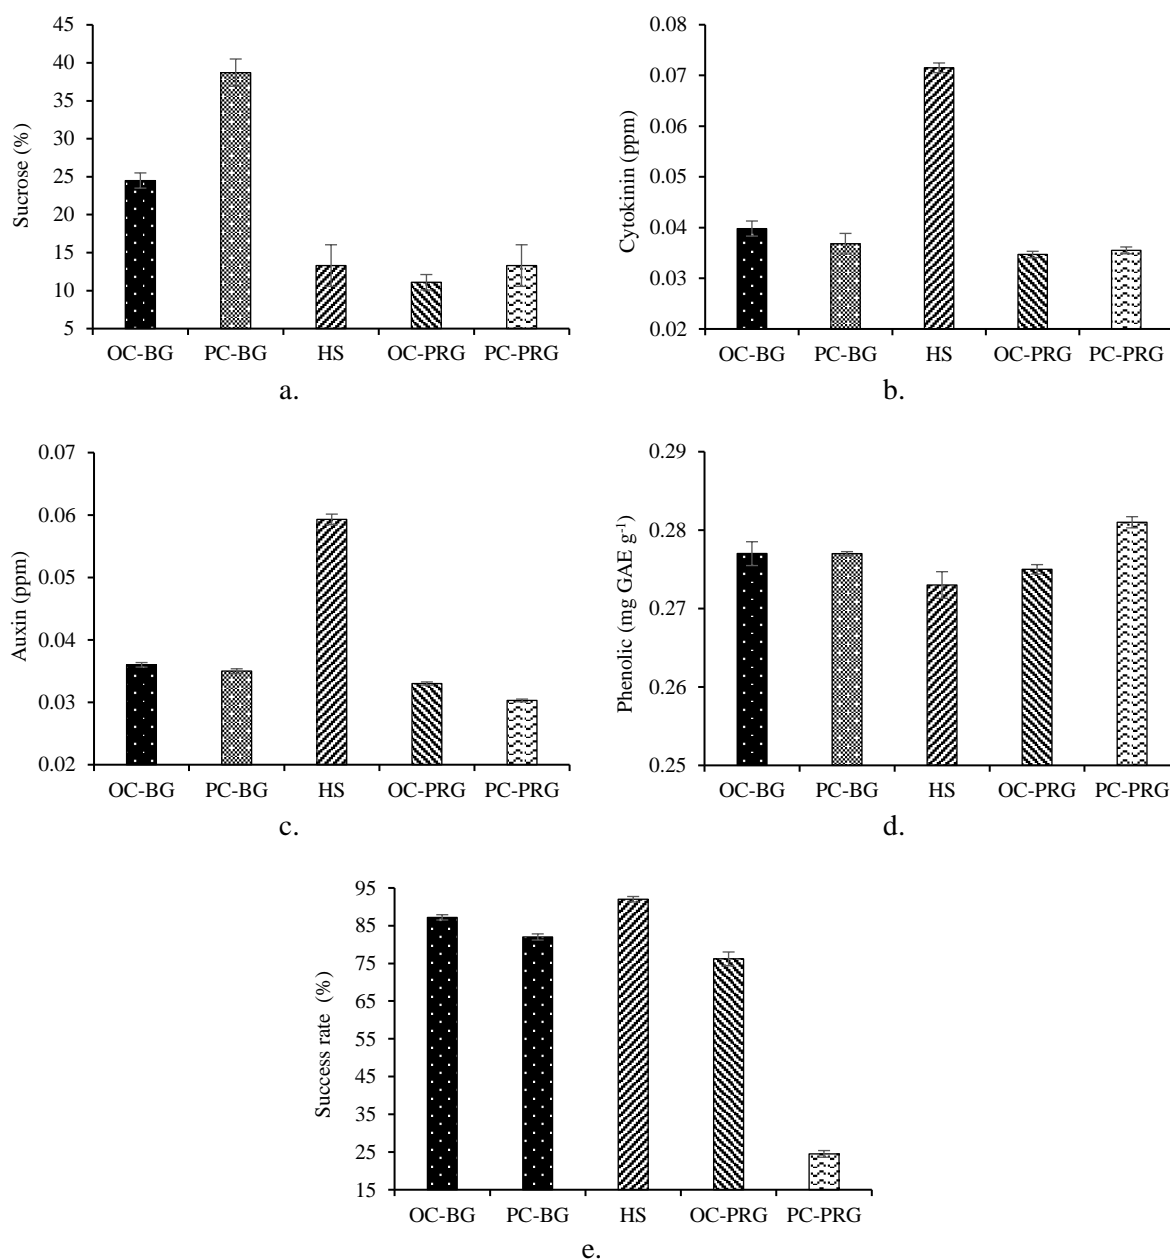 Sucrose (%)
45
40
35
30
25
20
15
10
5
OC-BG PC-BG HS OC-PRG PC-PRG
a.
Cytokinin (ppm)
0.08
0.07
0.06
0.05
0.04
0.03
0.02
OC-BG PC-BG HS OC-PRG PC-PRG
b.
Auxin (ppm)
0.07
0.06
0.05
0.04
0.03
0.02
OC-BG PC-BG HS OC-PRG PC-PRG
c.
Phenolic (mg GAE g⁻¹)
0.29
0.28
0.27
0.26
0.25
OC-BG PC-BG HS OC-PRG PC-PRG
d.
Success rate (%)
95
85
75
65
55
45
35
25
15
OC-BG PC-BG HS OC-PRG PC-PRG
e.